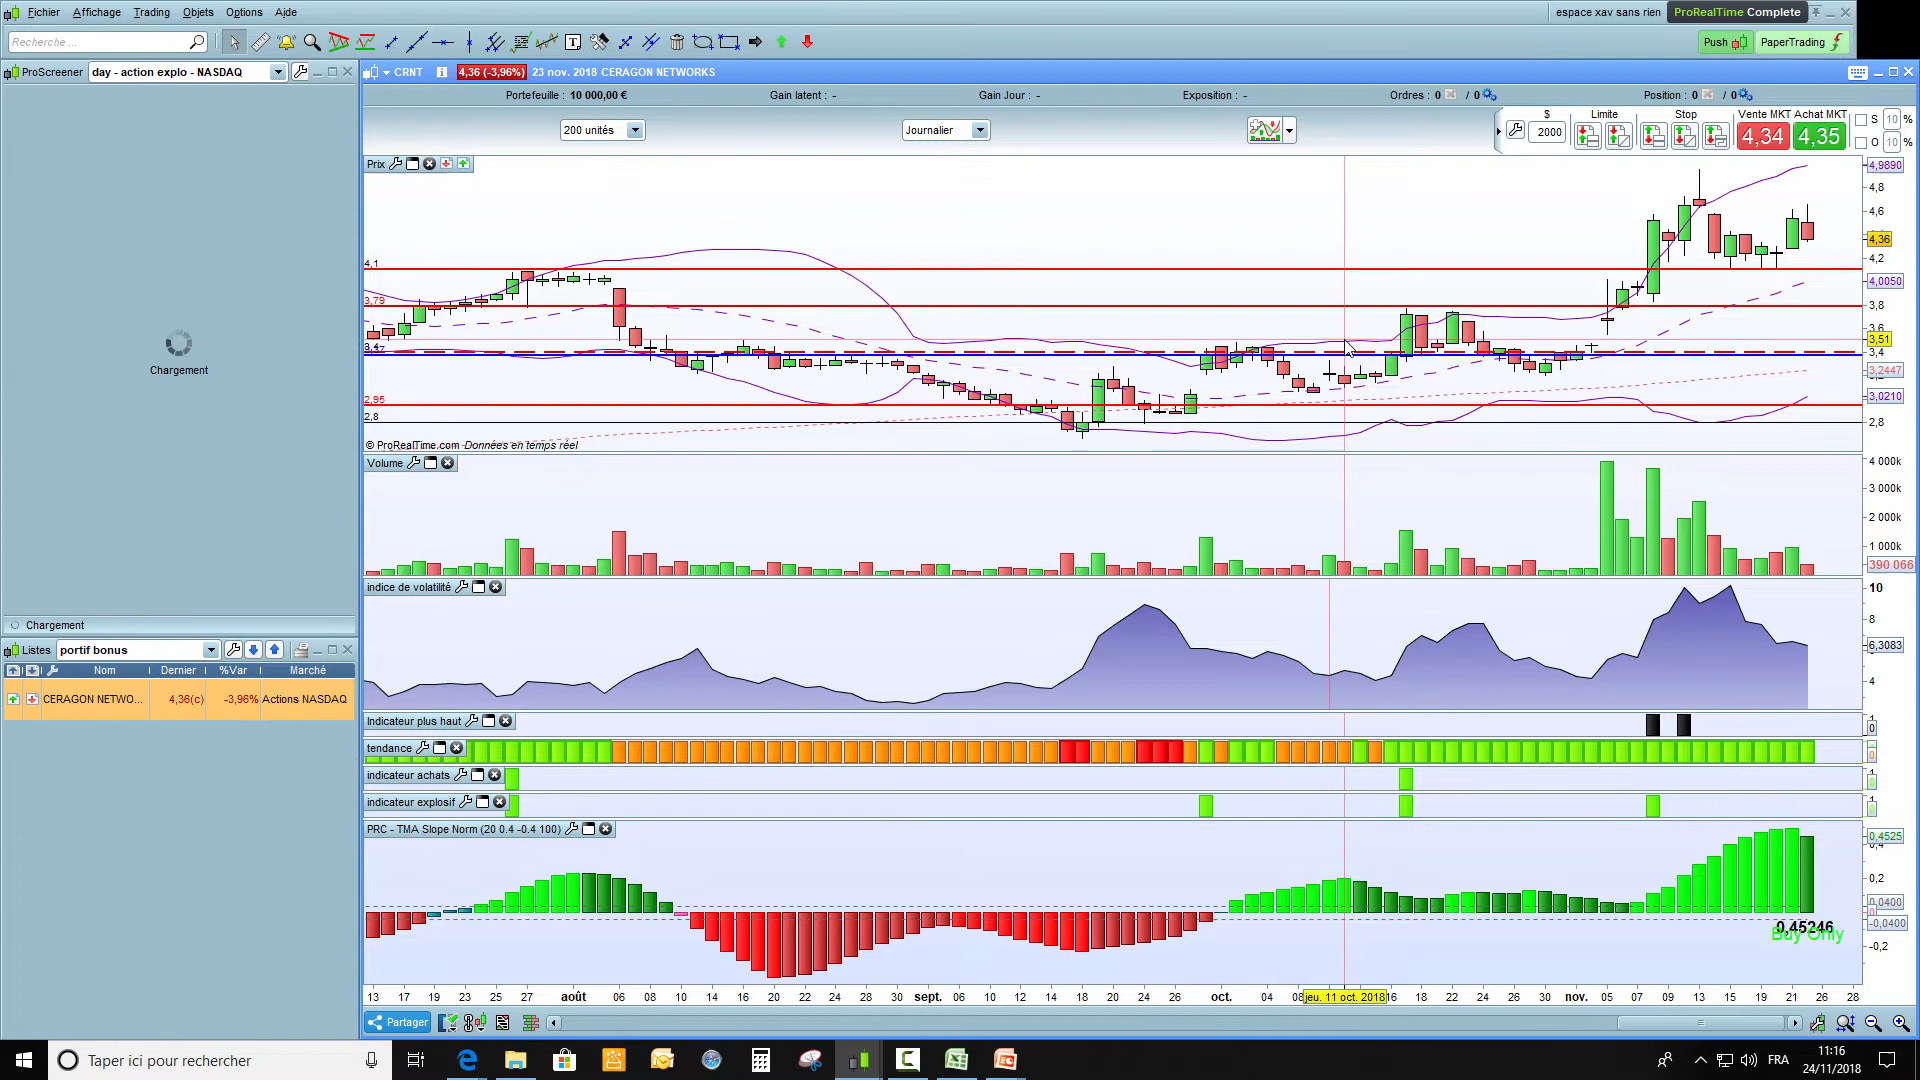 Fichier Affichage Trading Objets Options Aide
espace xav sans rien ProRealTime Complete
Recherche ...
Push PaperTrading
ProScreener day - action explo - NASDAQ
CRNT 4,36 (-3,96%) 23 nov. 2018 CERAGON NETWORKS
Portefeuille : 10 000,00 € Gain latent : - Gain Jour : - Exposition : - Ordres : 0 / 0 Position : 0 / 0
200 unités Journalier
$ Limite Stop Vente MKT Achat MKT S 10 %
2000 4,34 4,35 O 10 %
Prix
4,9890
4,8
4,6
4,36
4,2
4,0050
3,8
3,6
3,51
3,4
3,2447
3,0210
2,8
4,1
3,79
2,95
2,8
© ProRealTime.com Données en temps réel
Chargement
Volume
4 000k
3 000k
2 000k
1 000k
390 066
indice de volatilité
10
8
6,3083
4
Chargement
Listes portif bonus
Nom Dernier %Var Marché
CERAGON NETWO... 4,36(c) -3,96% Actions NASDAQ
Indicateur plus haut
tendance
indicateur achats
indicateur explosif
PRC - TMA Slope Norm (20 0.4 -0.4 100)
0,4525
0,2
0,0400
-0,0400
-0,2
0,45246
Buy Only
13 17 19 23 25 27 août 06 08 10 14 16 20 22 24 28 30 sept. 06 10 12 14 18 20 24 26 oct. 04 08 jeu. 11 oct. 2018 16 18 22 24 26 30 nov. 05 07 09 13 15 19 21 26 28
Partager
Taper ici pour rechercher
FRA
11:16
24/11/2018